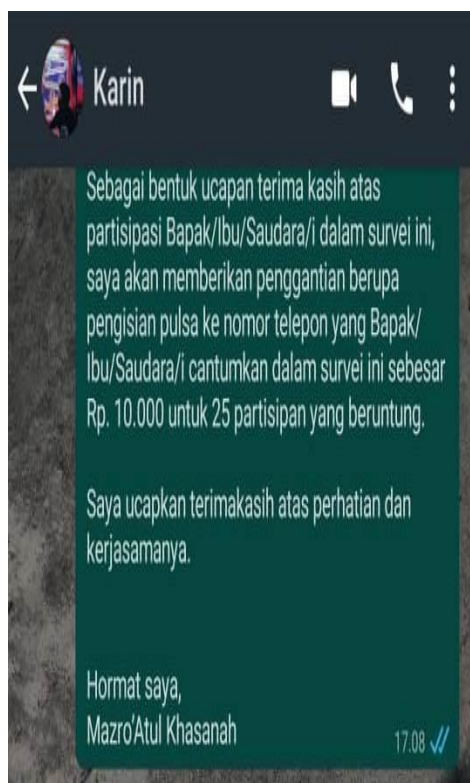 Karin
Sebagai bentuk ucapan terima kasih atas
partisipasi Bapak/Ibu/Saudara/i dalam survei ini,
saya akan memberikan penggantian berupa
pengisian pulsa ke nomor telepon yang Bapak/
Ibu/Saudara/i cantumkan dalam survei ini sebesar
Rp. 10.000 untuk 25 partisipan yang beruntung.
Saya ucapkan terimakasih atas perhatian dan
kerjasamanya.
Hormat saya,
Mazro'Atul Khasanah
17.08